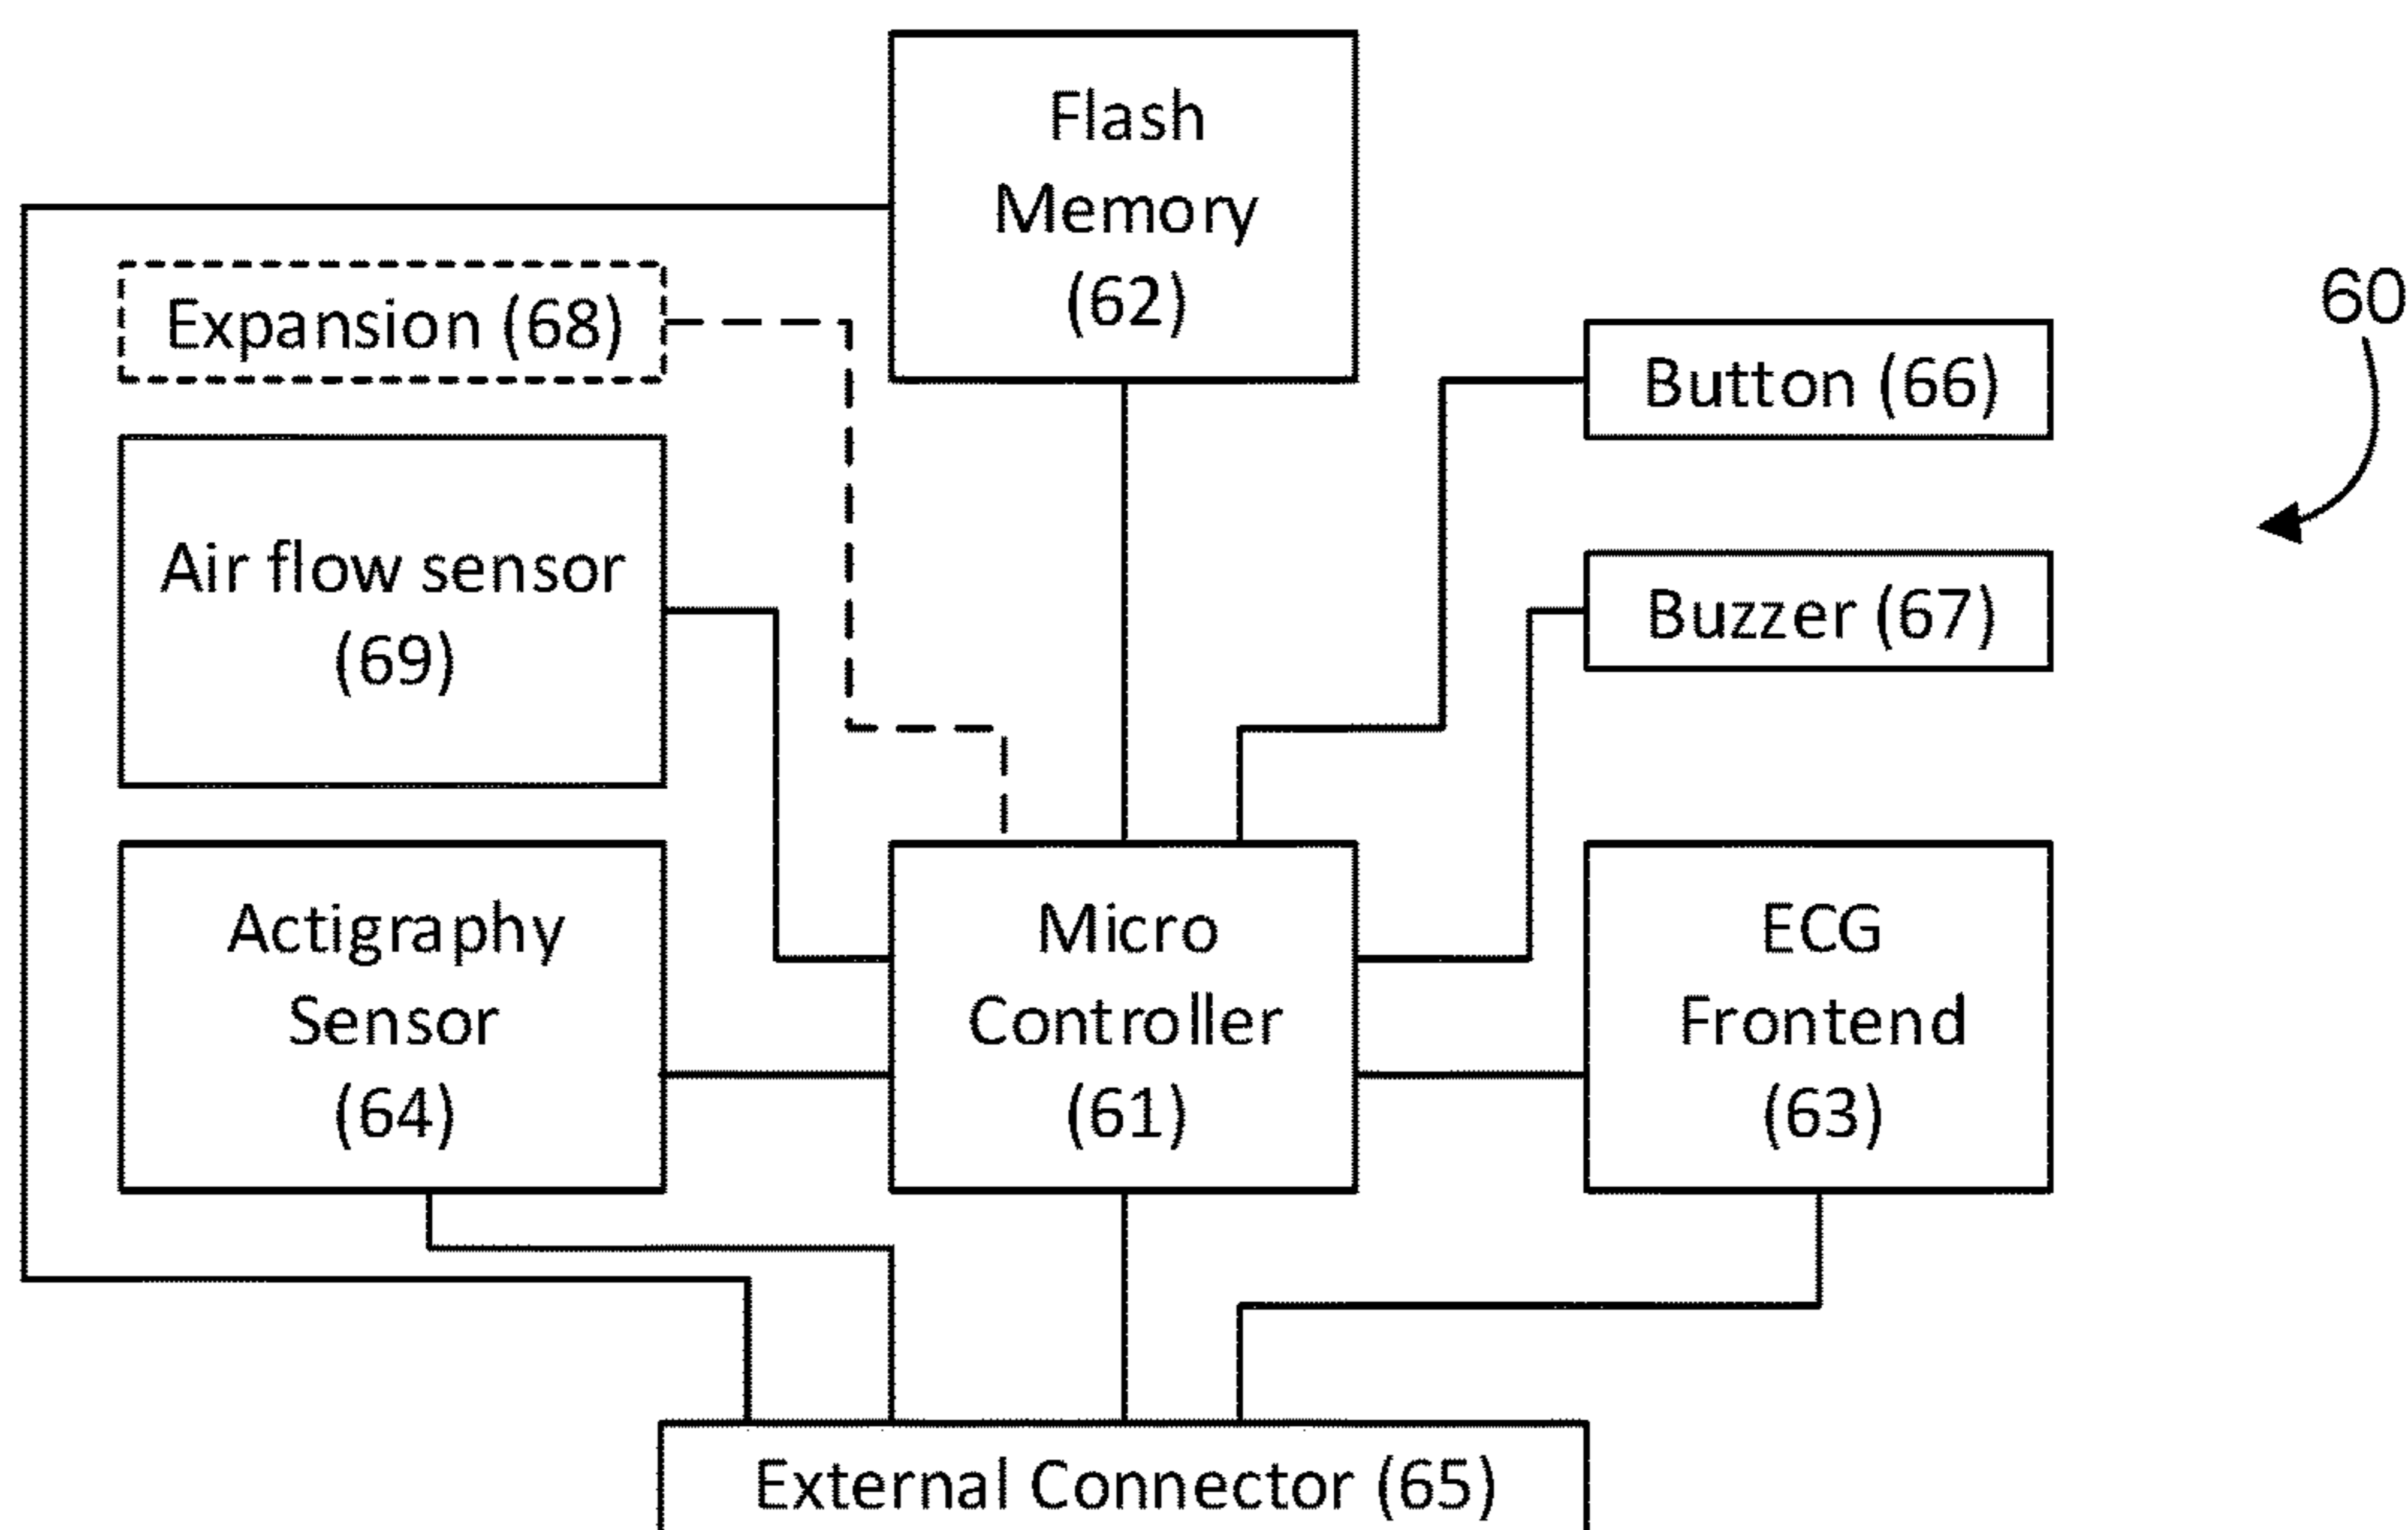 Flash
Memory
(62)
Expansion (68)
60
Button (66)
Air flow sensor
(69)
Buzzer (67)
Actigraphy
Sensor
(64)
Micro
Controller
(61)
ECG
Frontend
(63)
External Connector (65)